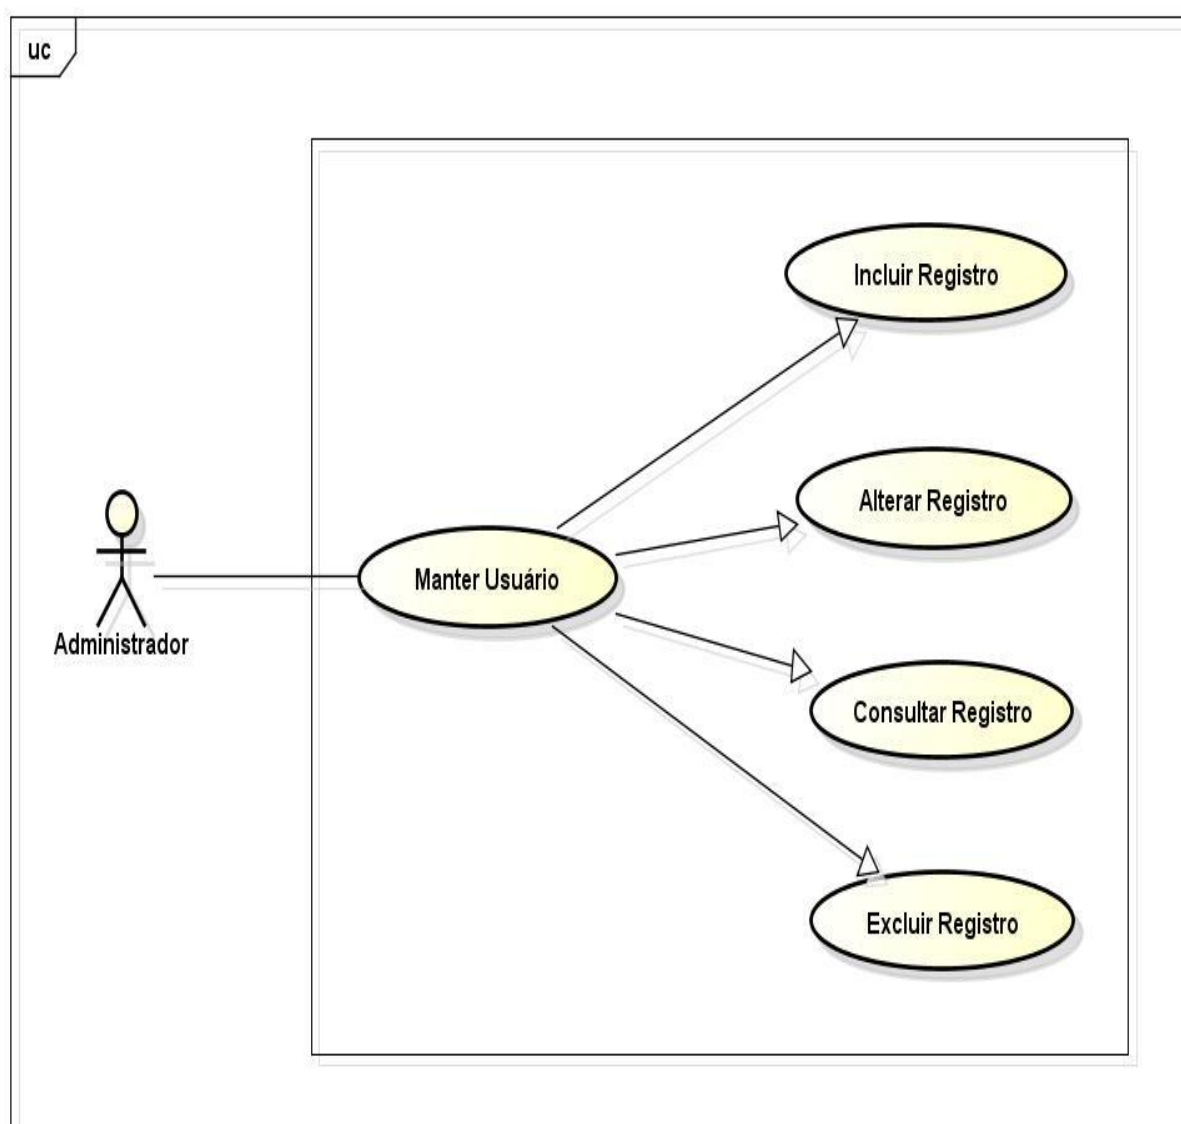 uc
Incluir Registro
Alterar Registro
Manter Usuário
Administrador
Consultar Registro
Excluir Registro